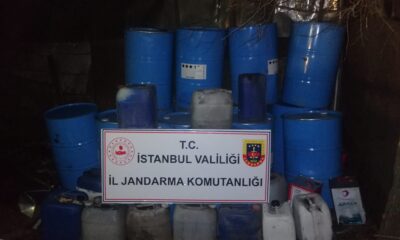 T.C.
İSTANBUL VALİLİĞİ
İL JANDARMA KOMUTANLIĞI